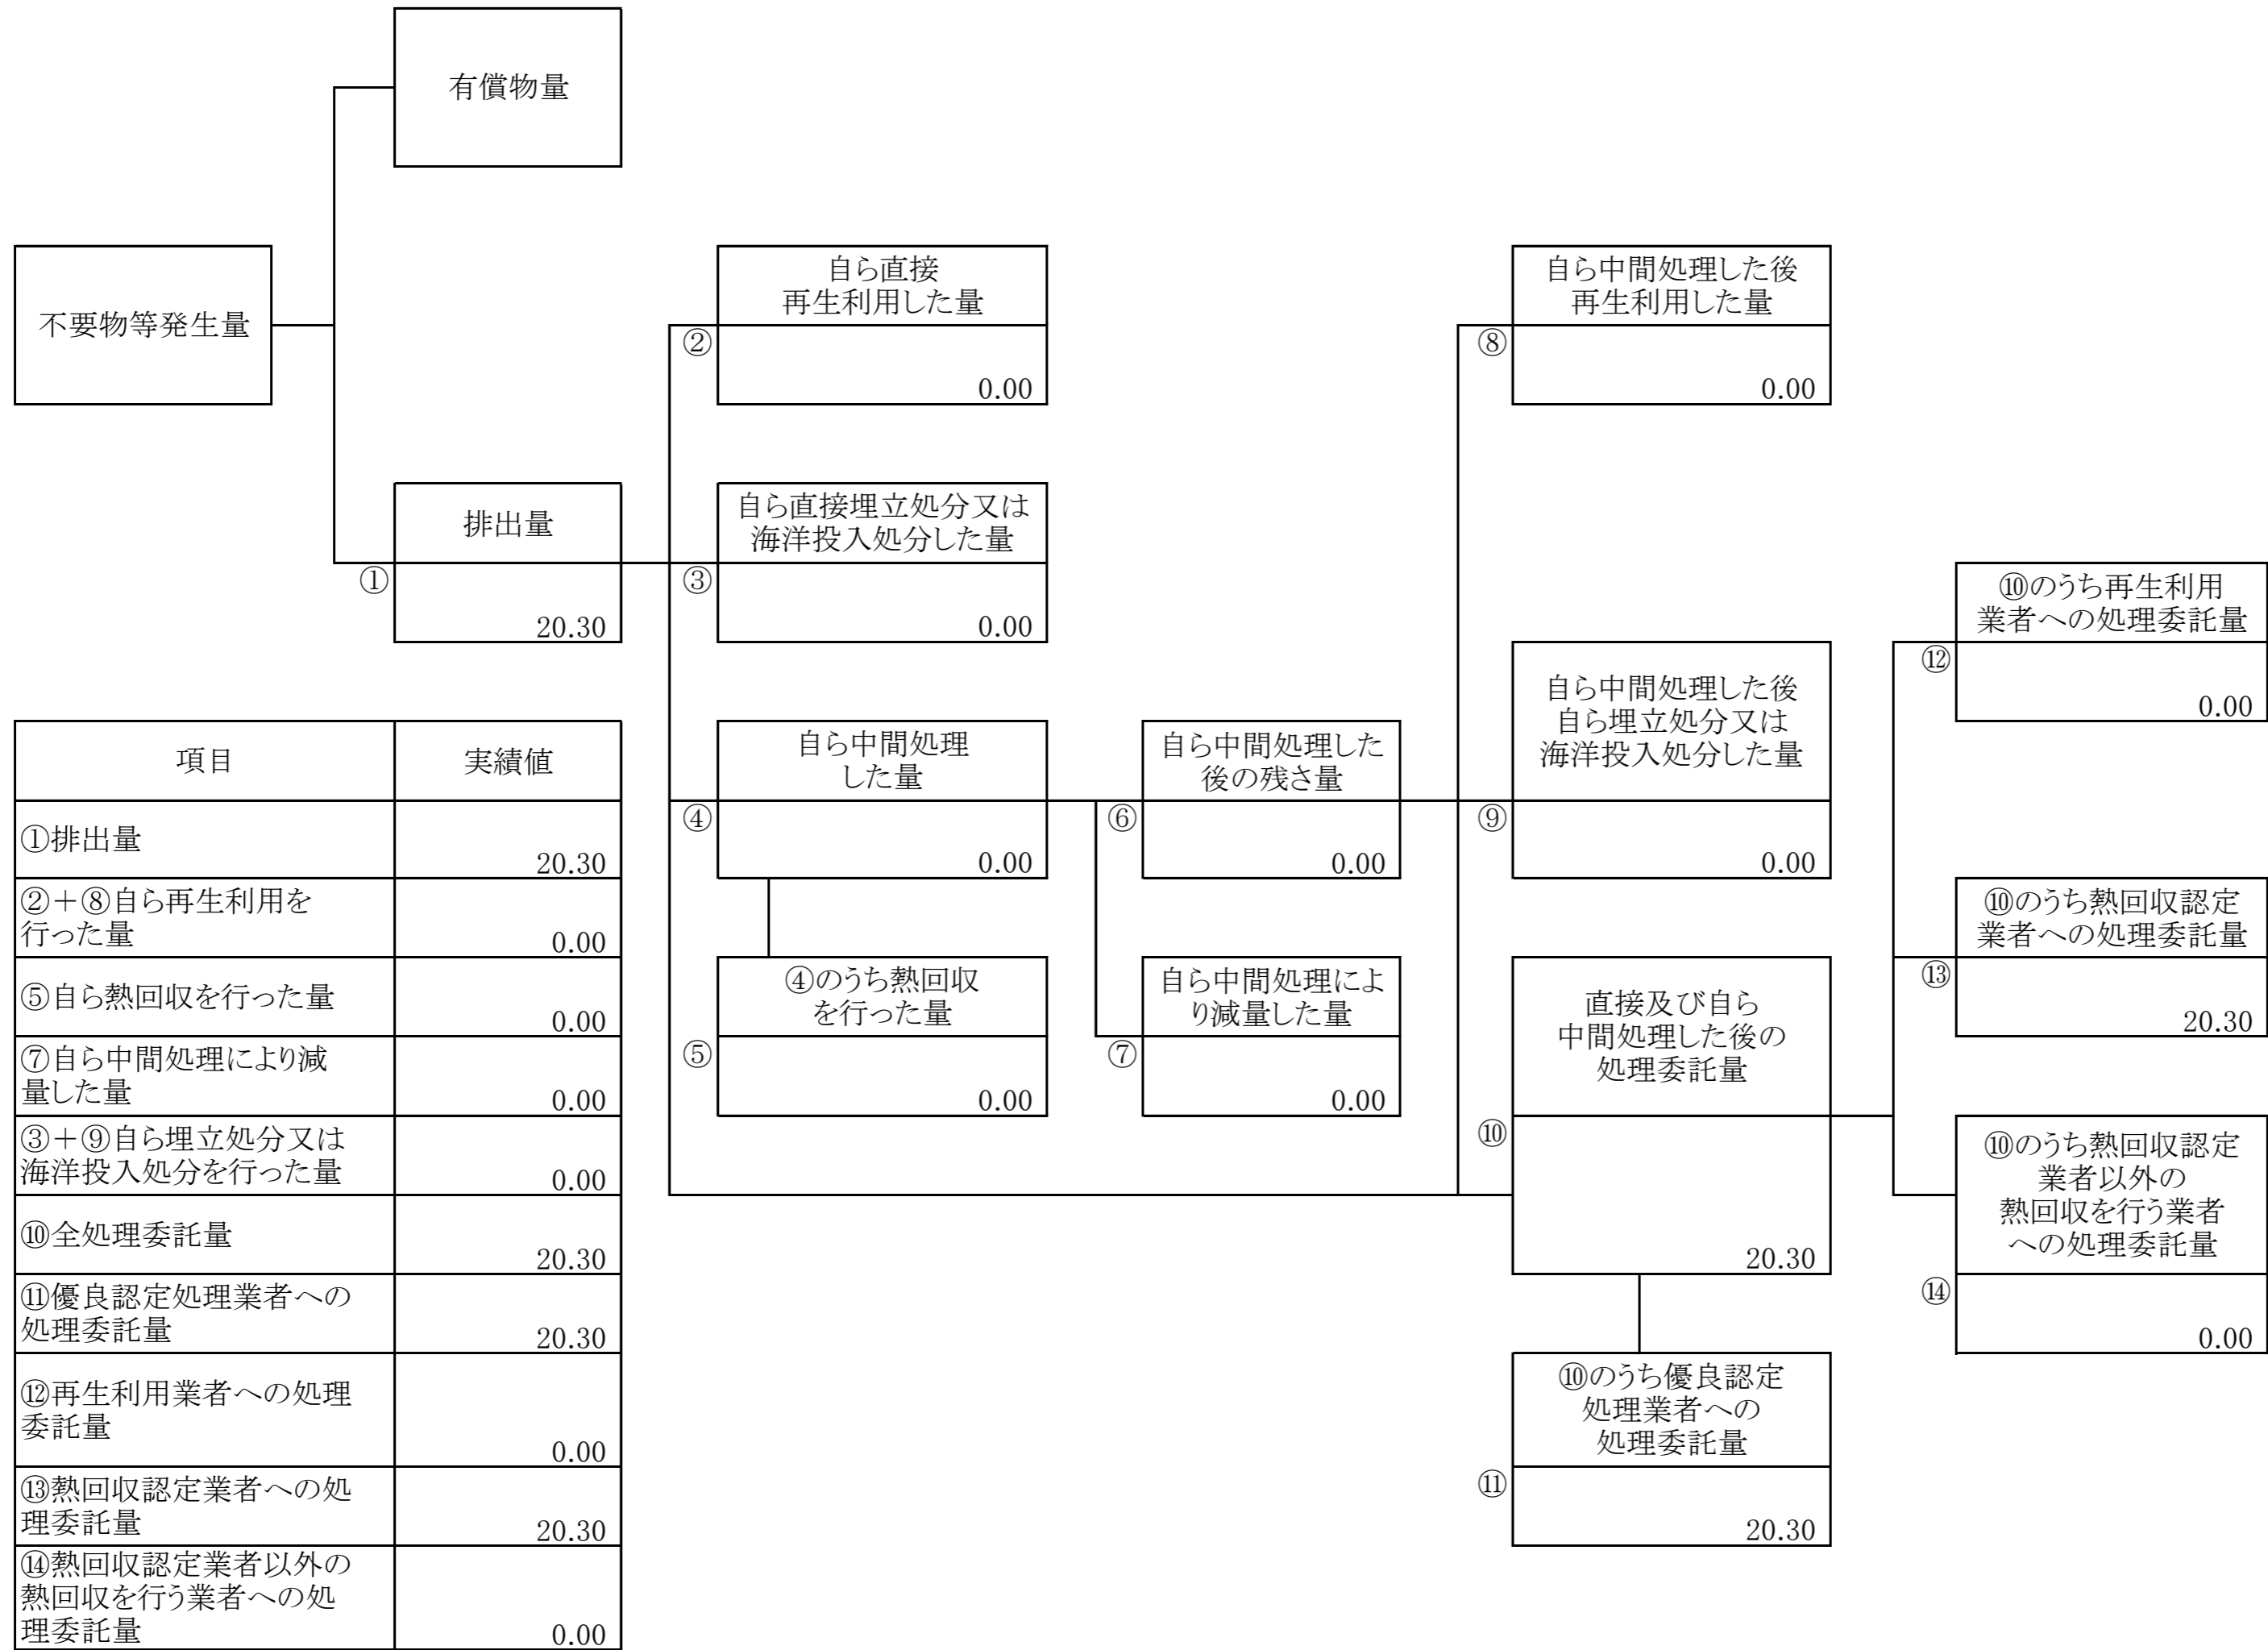 有償物量
不要物等発生量
排出量
①
20.30
自ら直接
再生利用した量
②
0.00
自ら直接埋立処分又は
海洋投入処分した量
③
0.00
自ら中間処理
した量
④
0.00
④のうち熱回収
を行った量
⑤
0.00
自ら中間処理した
後の残さ量
⑥
0.00
自ら中間処理によ
り減量した量
⑦
0.00
自ら中間処理した後
再生利用した量
⑧
0.00
自ら中間処理した後
自ら埋立処分又は
海洋投入処分した量
⑨
0.00
直接及び自ら
中間処理した後の
処理委託量
⑩
20.30
⑩のうち優良認定
処理業者への
処理委託量
⑪
20.30
⑩のうち再生利用
業者への処理委託量
⑫
0.00
⑩のうち熱回収認定
業者への処理委託量
⑬
20.30
⑩のうち熱回収認定
業者以外の
熱回収を行う業者
への処理委託量
⑭
0.00
項目 実績値
①排出量
20.30
②＋⑧自ら再生利用を
行った量
0.00
⑤自ら熱回収を行った量
0.00
⑦自ら中間処理により減
量した量
0.00
③＋⑨自ら埋立処分又は
海洋投入処分を行った量
0.00
⑩全処理委託量
20.30
⑪優良認定処理業者への
処理委託量
20.30
⑫再生利用業者への処理
委託量
0.00
⑬熱回収認定業者への処
理委託量
20.30
⑭熱回収認定業者以外の
熱回収を行う業者への処
理委託量
0.00